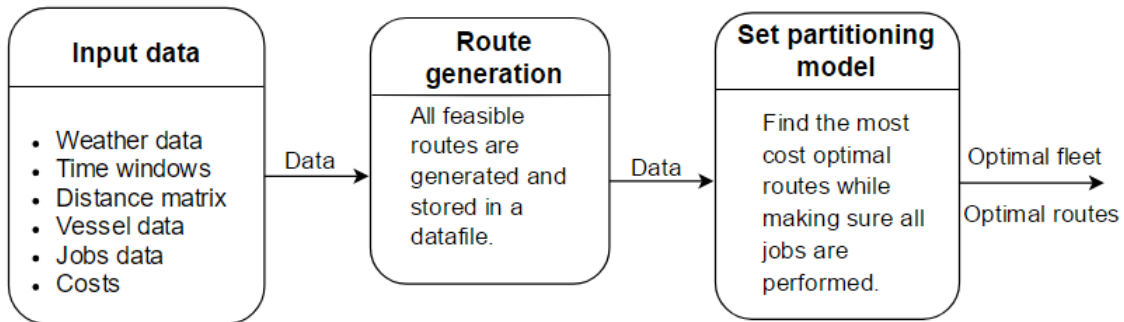 Input data
• Weather data
• Time windows
• Distance matrix
• Vessel data
• Jobs data
• Costs
Data
Route
generation
All feasible
routes are
generated and
stored in a
datafile.
Data
Set partitioning
model
Find the most
cost optimal
routes while
making sure all
jobs are
performed.
Optimal fleet
Optimal routes